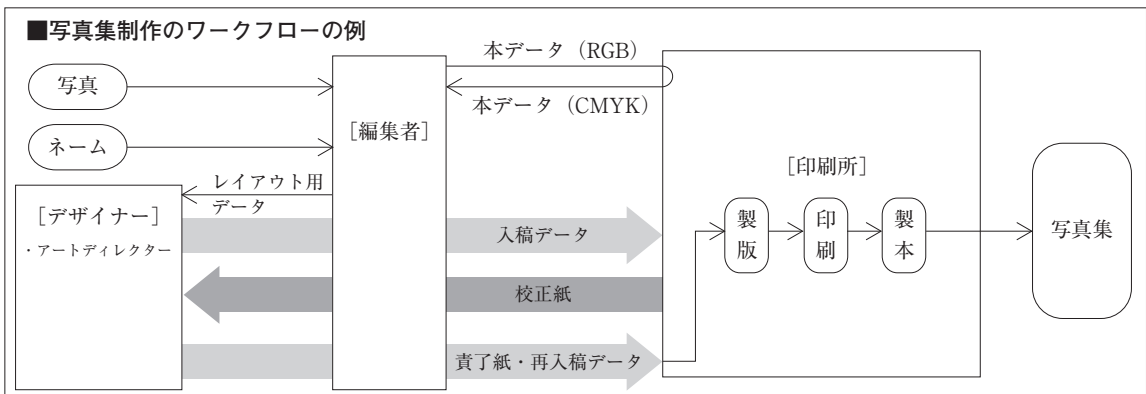 ■写真集制作のワークフローの例
写真
ネーム
[編集者]
本データ（RGB）
本データ（CMYK）
レイアウト用
データ
[デザイナー]
・アートディレクター
入稿データ
校正紙
責了紙・再入稿データ
[印刷所]
製版
印刷
製本
写真集